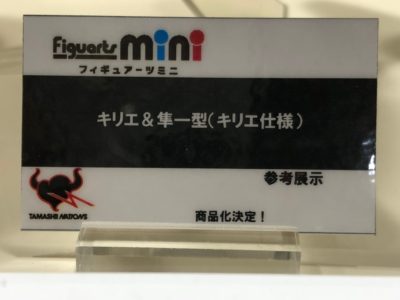 Figuarts mini
フィギュアーツミニ
キリエ＆隼一型（キリエ仕様）
参考展示
TAMASHII NATIONS
商品化決定！